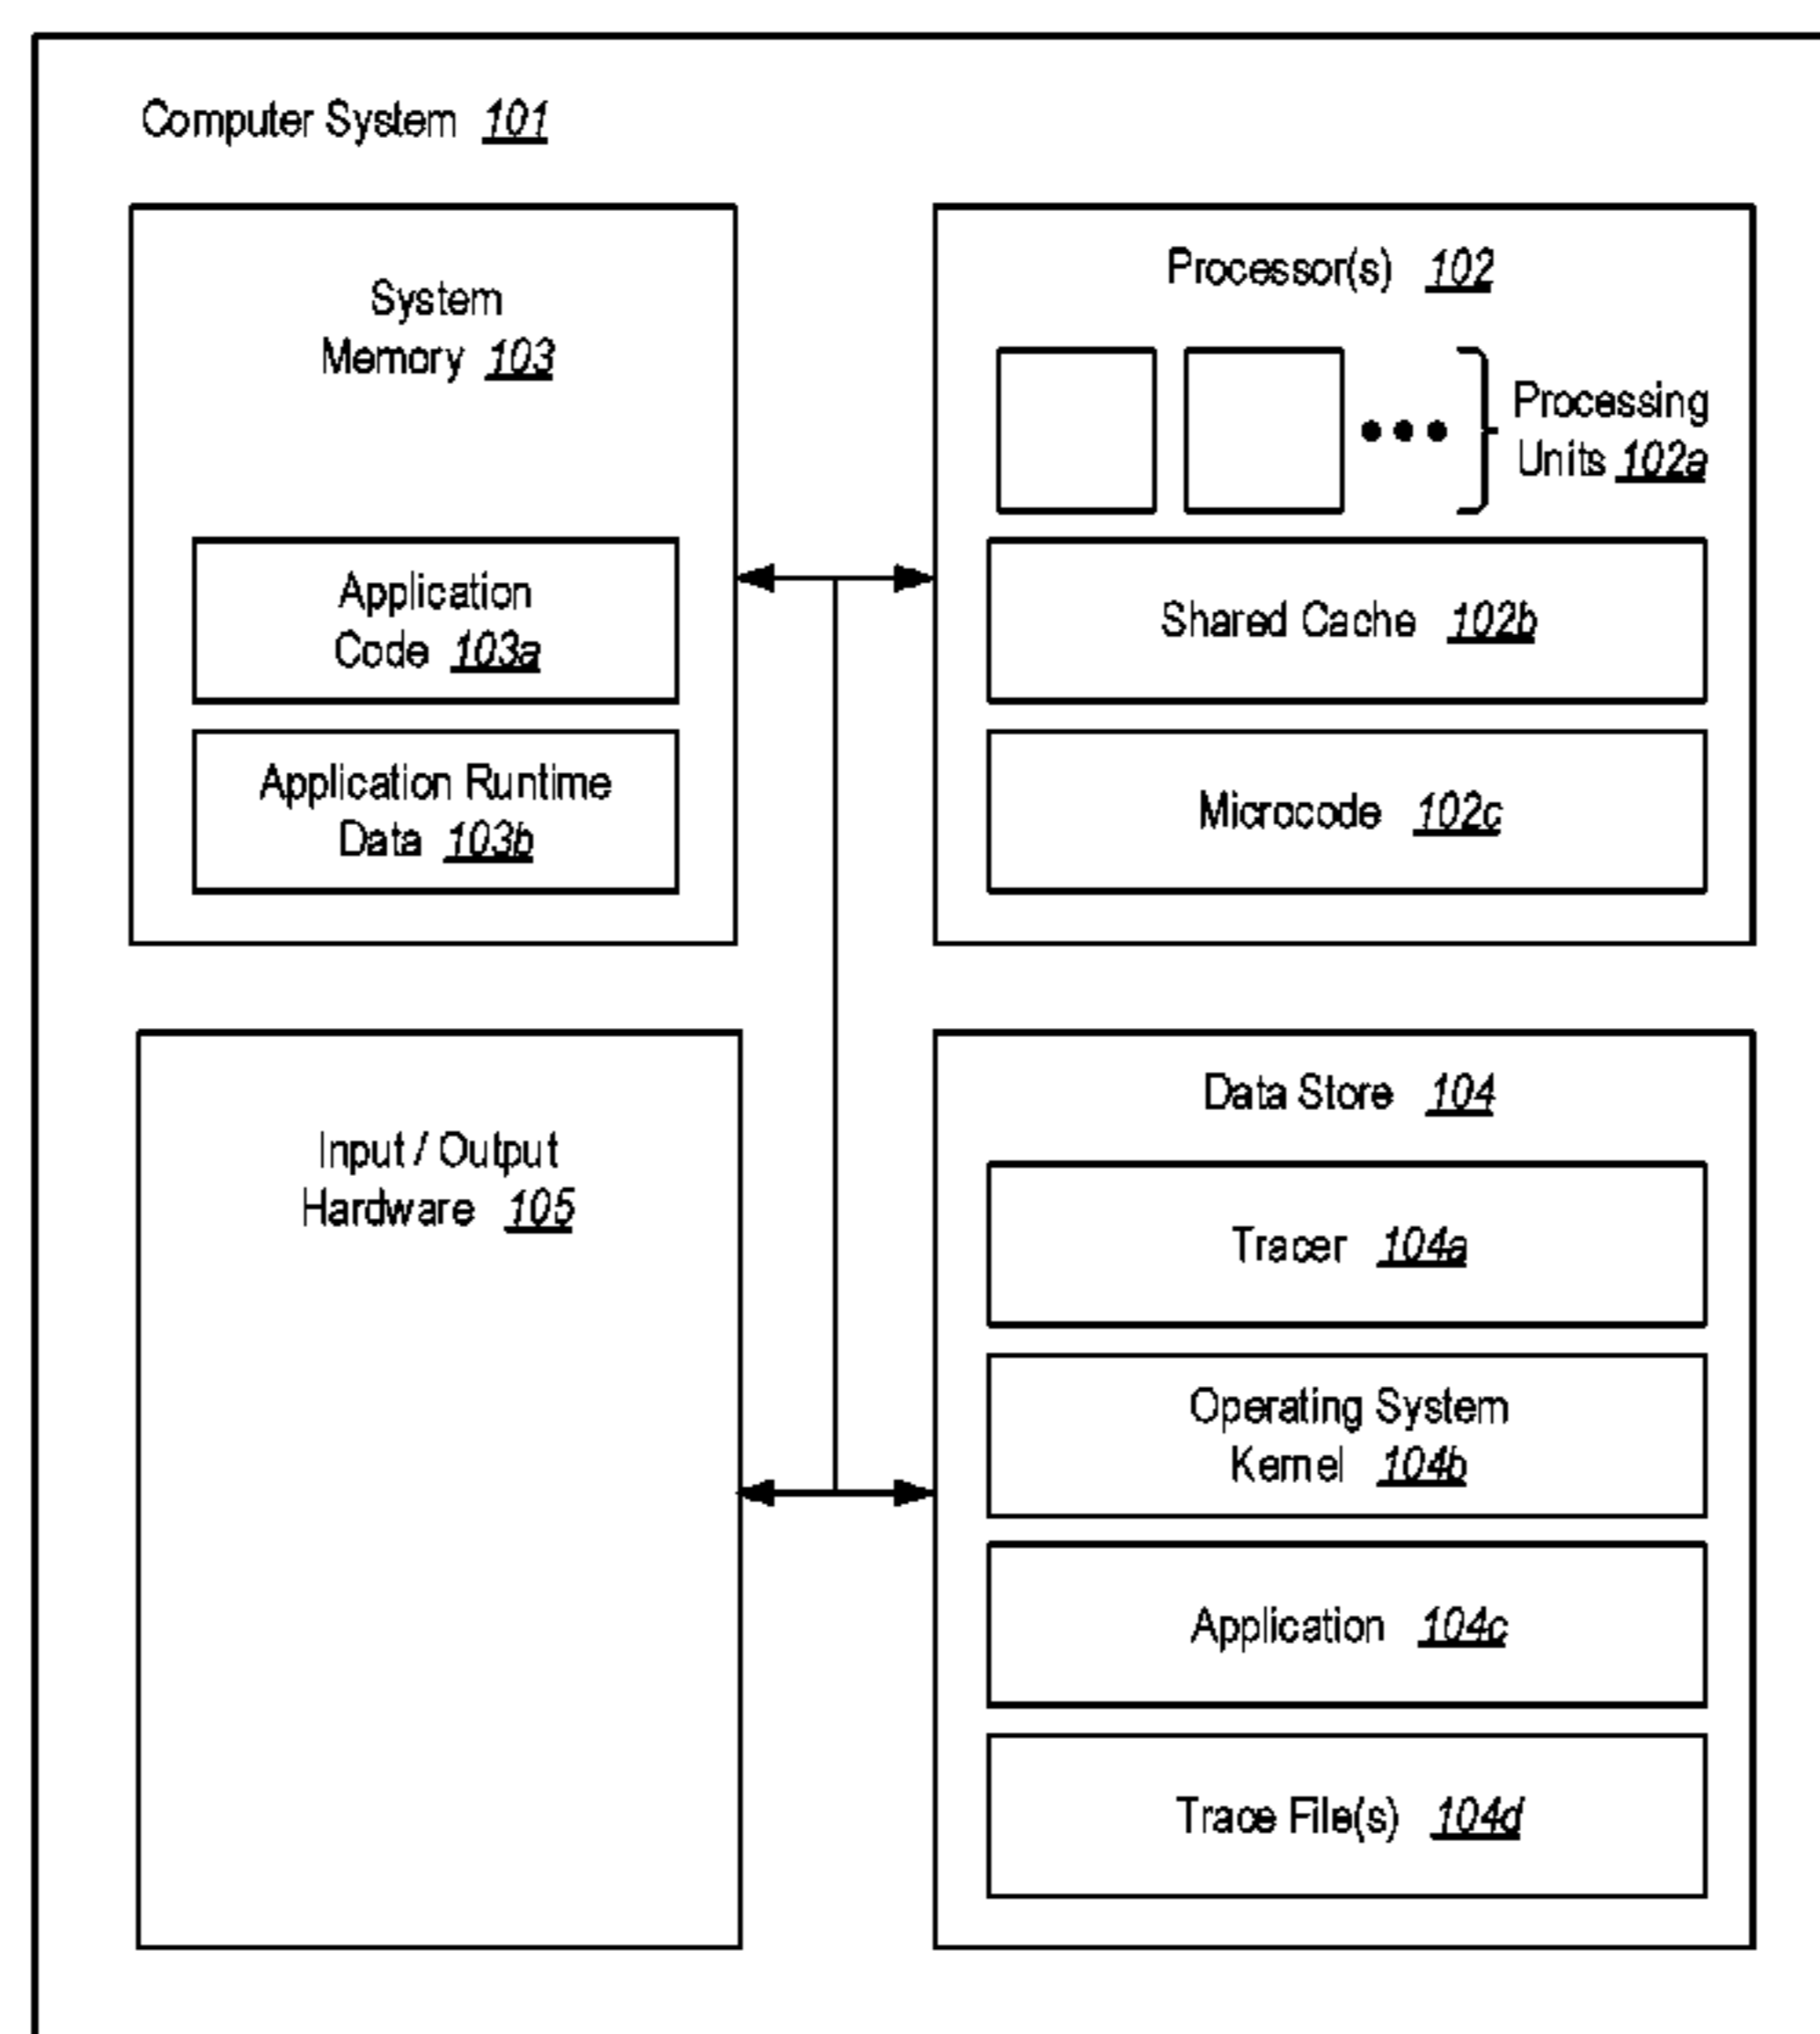 Computer System 101
System
Memory 103
Application
Code 103a
Application Runtime
Data 103b
Processor(s) 102
Processing
Units 102a
Shared Cache 102b
Microcode 102c
Input / Output
Hardware 105
Data Store 104
Tracer 104a
Operating System
Kernel 104b
Application 104c
Trace File(s) 104d